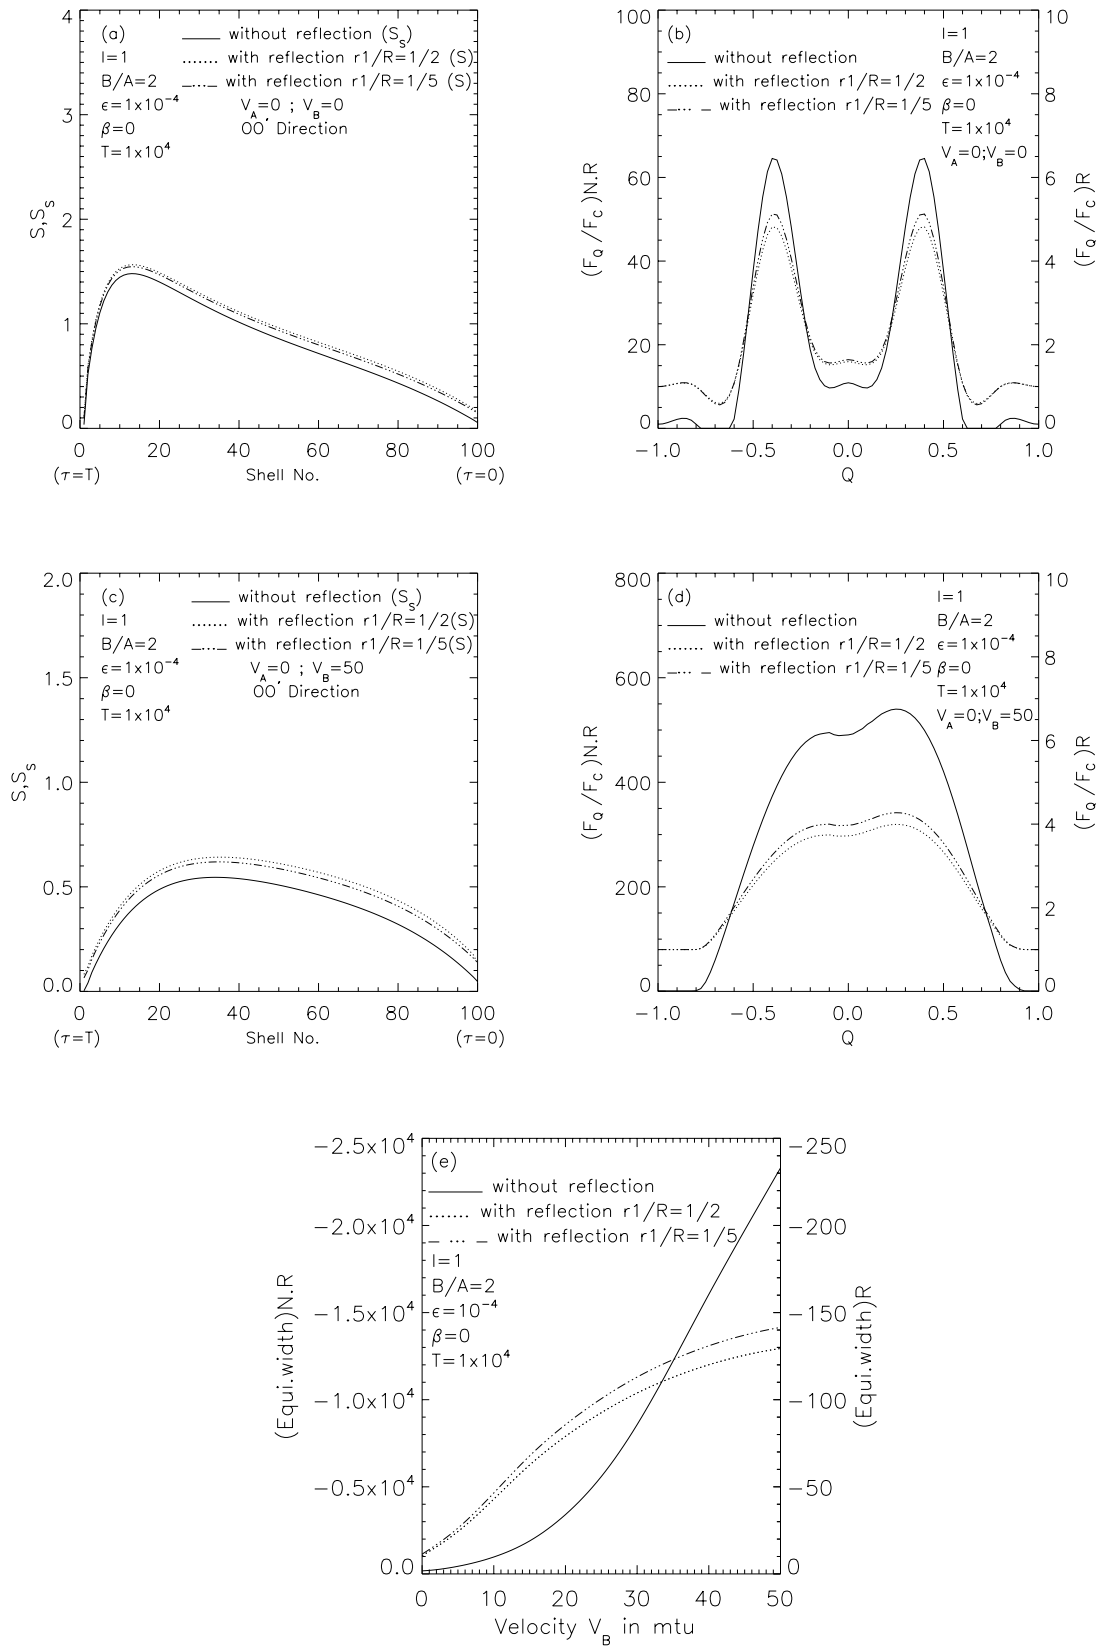 (a) without reflection (S_S)
I=1 with reflection r1/R=1/2 (S)
B/A=2 with reflection r1/R=1/5 (S)
ϵ=1x10^-4 V_A=0 ; V_B=0
β=0 OO′ Direction
T=1x10^4
4
3
2
1
0
S,S_S
0 20 40 60 80 100
(τ=T) Shell No. (τ=0)
(b) I=1
without reflection B/A=2
with reflection r1/R=1/2 ϵ=1x10^-4
with reflection r1/R=1/5 β=0
T=1x10^4
V_A=0;V_B=0
100 10
80 8
60 6
40 4
20 2
0 0
(F_Q/F_C)N.R
(F_Q/F_C)R
−1.0 −0.5 0.0 0.5 1.0
Q
(c) without reflection (S_S)
I=1 with reflection r1/R=1/2(S)
B/A=2 with reflection r1/R=1/5(S)
ϵ=1x10^-4 V_A=0 ; V_B=50
β=0 OO′ Direction
T=1x10^4
2.0
1.5
1.0
0.5
0.0
S,S_S
0 20 40 60 80 100
(τ=T) Shell No. (τ=0)
(d) I=1
without reflection B/A=2
with reflection r1/R=1/2 ϵ=1x10^-4
with reflection r1/R=1/5 β=0
T=1x10^4
V_A=0;V_B=50
800 10
8
600
6
400
4
200
2
0 0
(F_Q/F_C)N.R
(F_Q/F_C)R
−1.0 −0.5 0.0 0.5 1.0
Q
(e)
without reflection
with reflection r1/R=1/2
with reflection r1/R=1/5
I=1
B/A=2
ϵ=10^-4
β=0
T=1x10^4
−2.5x10^4 −250
−2.0x10^4 −200
−1.5x10^4 −150
−1.0x10^4 −100
−0.5x10^4 −50
0.0 0
(Equi.width)N.R
(Equi.width)R
0 10 20 30 40 50
Velocity V_B in mtu